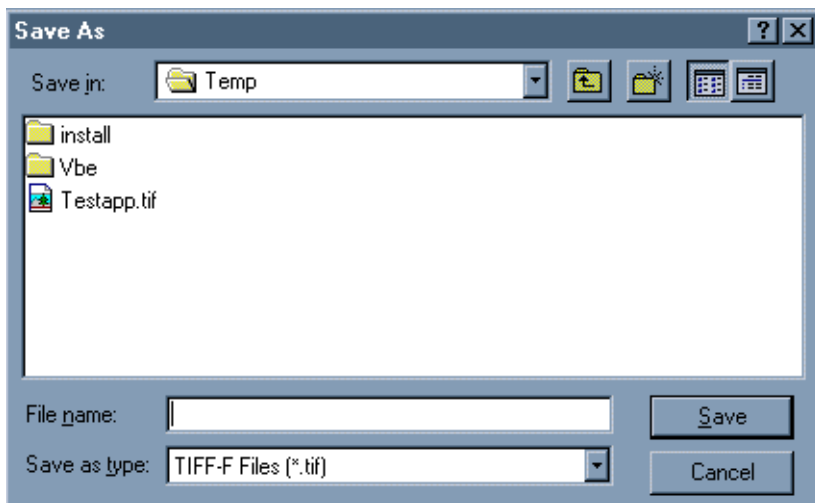 Save As
Save in: Temp
install
Vbe
Testapp.tif
File name: Save
Save as type: TIFF-F Files (*.tif) Cancel